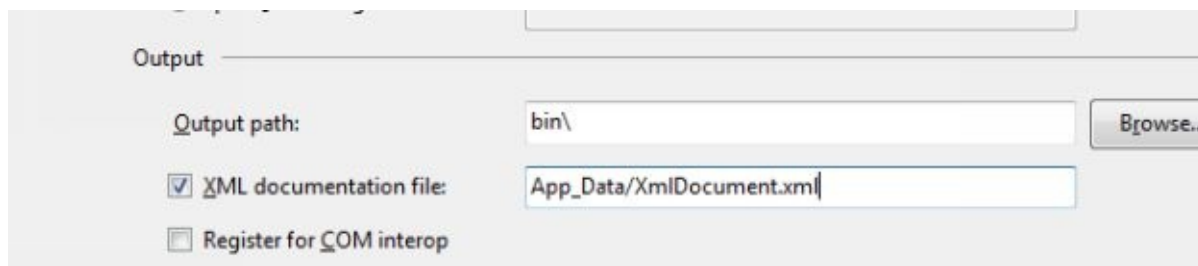 Output
Output path:
bin\
Browse..
XML documentation file:
App_Data/XmlDocument.xml
Register for COM interop